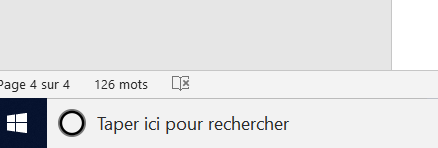 Page 4 sur 4 126 mots
Taper ici pour rechercher